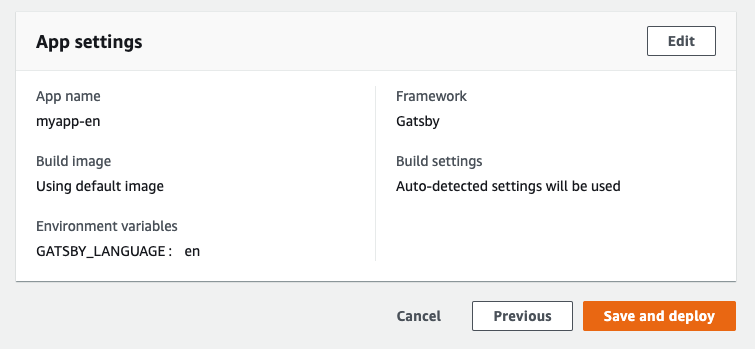 App settings
Edit
App name
myapp-en
Framework
Gatsby
Build image
Using default image
Build settings
Auto-detected settings will be used
Environment variables
GATSBY_LANGUAGE : en
Cancel
Previous
Save and deploy